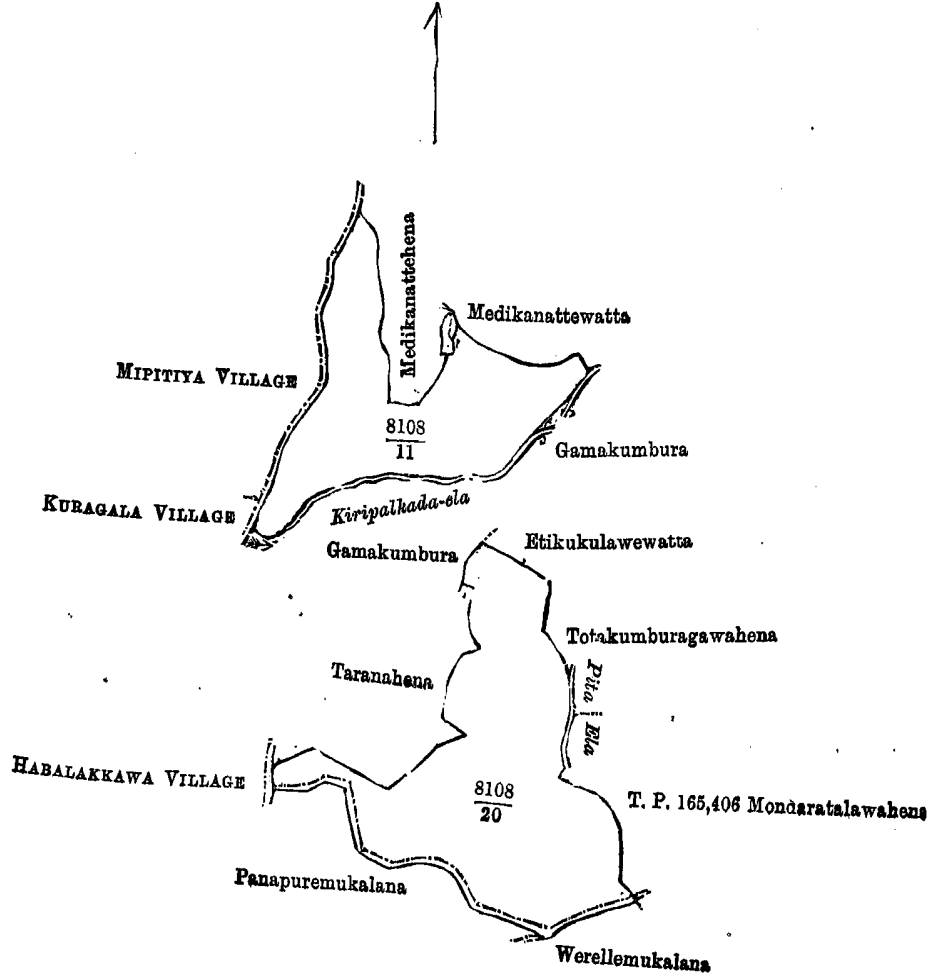 Medikanattehena
Medikanattewatta
MIPITIYA VILLAGE
8108
11
Gamakumbura
KURAGALA VILLAGE
Kiripalkada-ela
Gamakumbura
Etikukulawewatta
Totakumburagawahena
Taranahena
Pita Ela
HABALAKKAWA VILLAGE
8108
20
T. P. 165,406 Mondaratalawahena
Panapuremukalana
Werellemukalana